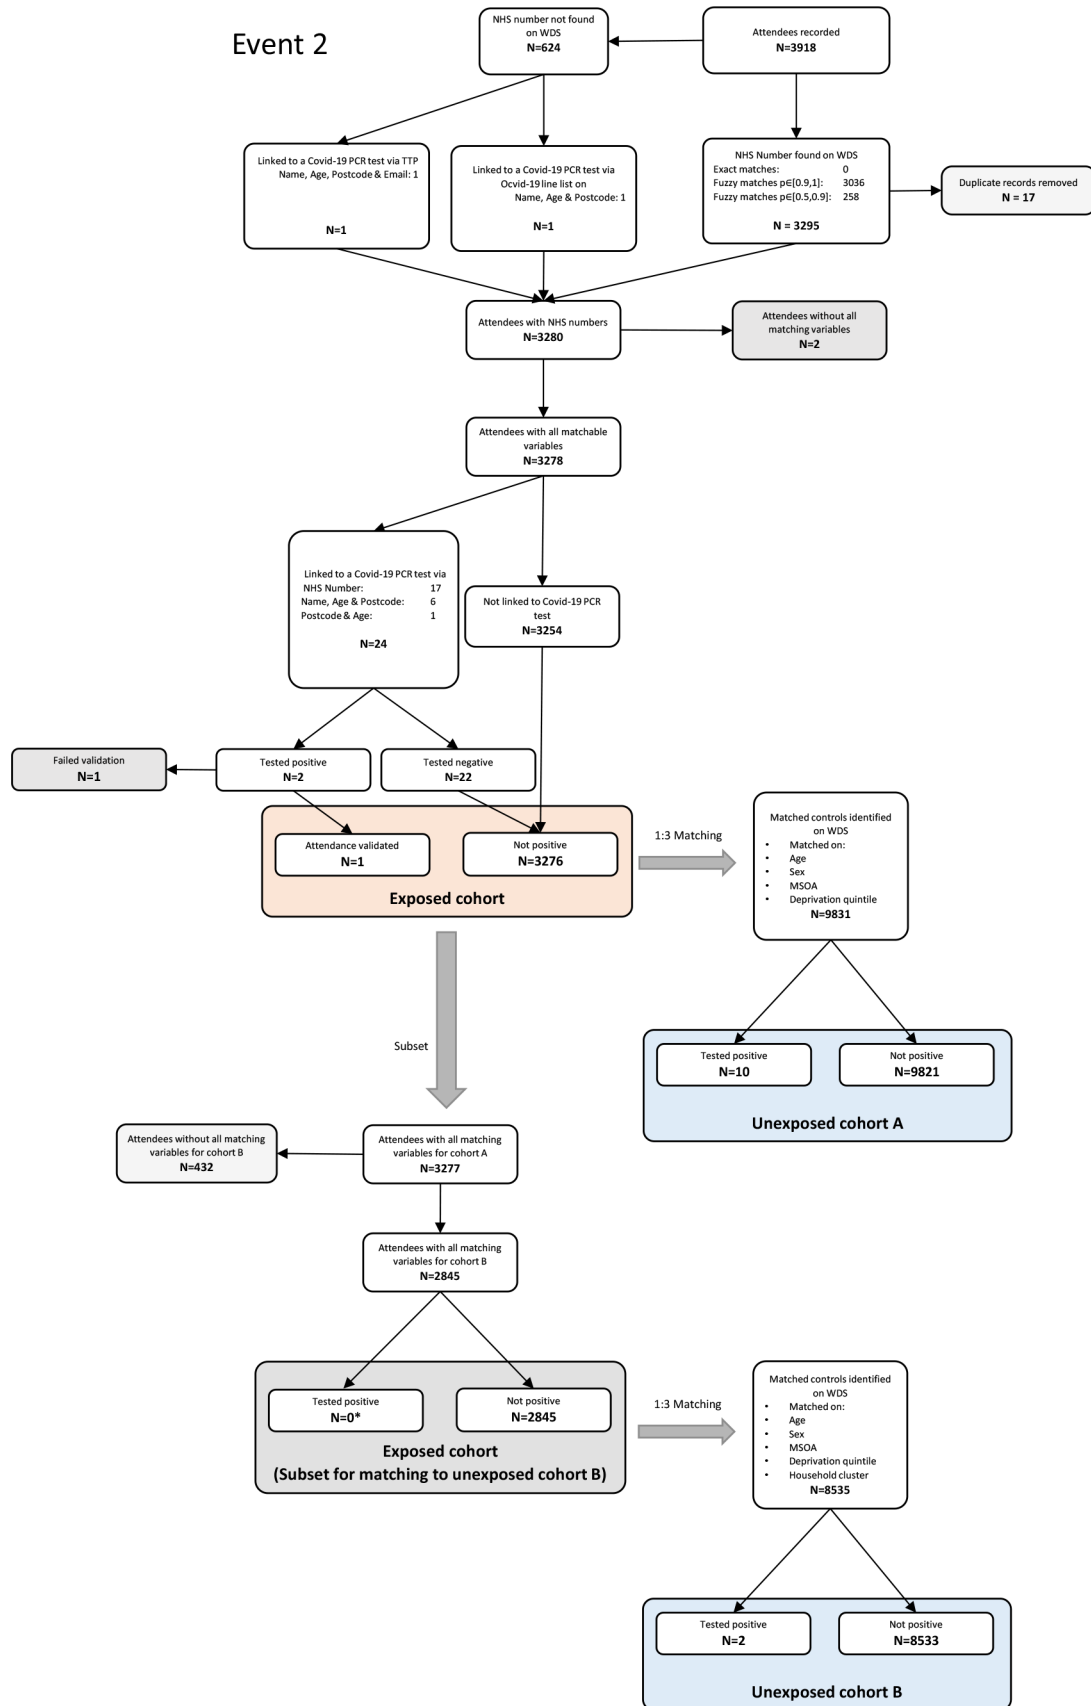 Event 2
NHS number not found
on WDS
N=624
Attendees recorded
N=3918
Linked to a Covid-19 PCR test via TTP
Name, Age, Postcode & Email: 1
N=1
Linked to a Covid-19 PCR test via
Ocvid-19 line list on
Name, Age & Postcode: 1
N=1
NHS Number found on WDS
Exact matches: 0
Fuzzy matches p∈[0.9,1]: 3036
Fuzzy matches p∈[0.5,0.9]: 258
N = 3295
Duplicate records removed
N = 17
Attendees with NHS numbers
N=3280
Attendees without all
matching variables
N=2
Attendees with all matchable
variables
N=3278
Linked to a Covid-19 PCR test via
NHS Number: 17
Name, Age & Postcode: 6
Postcode & Age: 1
N=24
Not linked to Covid-19 PCR
test
N=3254
Failed validation
N=1
Tested positive
N=2
Tested negative
N=22
Attendance validated
N=1
Not positive
N=3276
Exposed cohort
1:3 Matching
Matched controls identified
on WDS
• Matched on:
• Age
• Sex
• MSOA
• Deprivation quintile
N=9831
Subset
Tested positive
N=10
Not positive
N=9821
Unexposed cohort A
Attendees without all matching
variables for cohort B
N=432
Attendees with all matching
variables for cohort A
N=3277
Attendees with all matching
variables for cohort B
N=2845
Tested positive
N=0*
Not positive
N=2845
Exposed cohort
(Subset for matching to unexposed cohort B)
1:3 Matching
Matched controls identified
on WDS
• Matched on:
• Age
• Sex
• MSOA
• Deprivation quintile
• Household cluster
N=8535
Tested positive
N=2
Not positive
N=8533
Unexposed cohort B